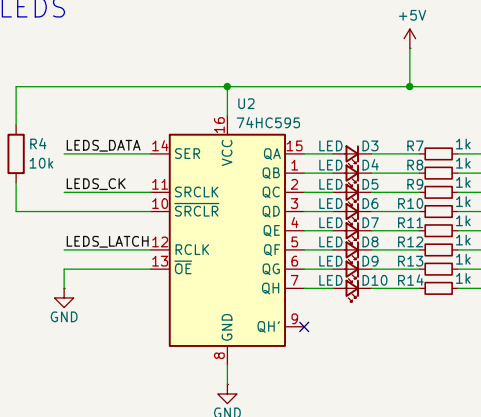 LEDS
+5V
U2
74HC595
R4
10k
LEDS_DATA 14 SER
LEDS_CK 11 SRCLK
10 SRCLR
LEDS_LATCH 12 RCLK
13 OE
GND
16 VCC
QA 15 LED D3 R7 1k
QB 1 LED D4 R8 1k
QC 2 LED D5 R9 1k
QD 3 LED D6 R10 1k
QE 4 LED D7 R11 1k
QF 5 LED D8 R12 1k
QG 6 LED D9 R13 1k
QH 7 LED D10 R14 1k
QH' 9
GND 8
GND